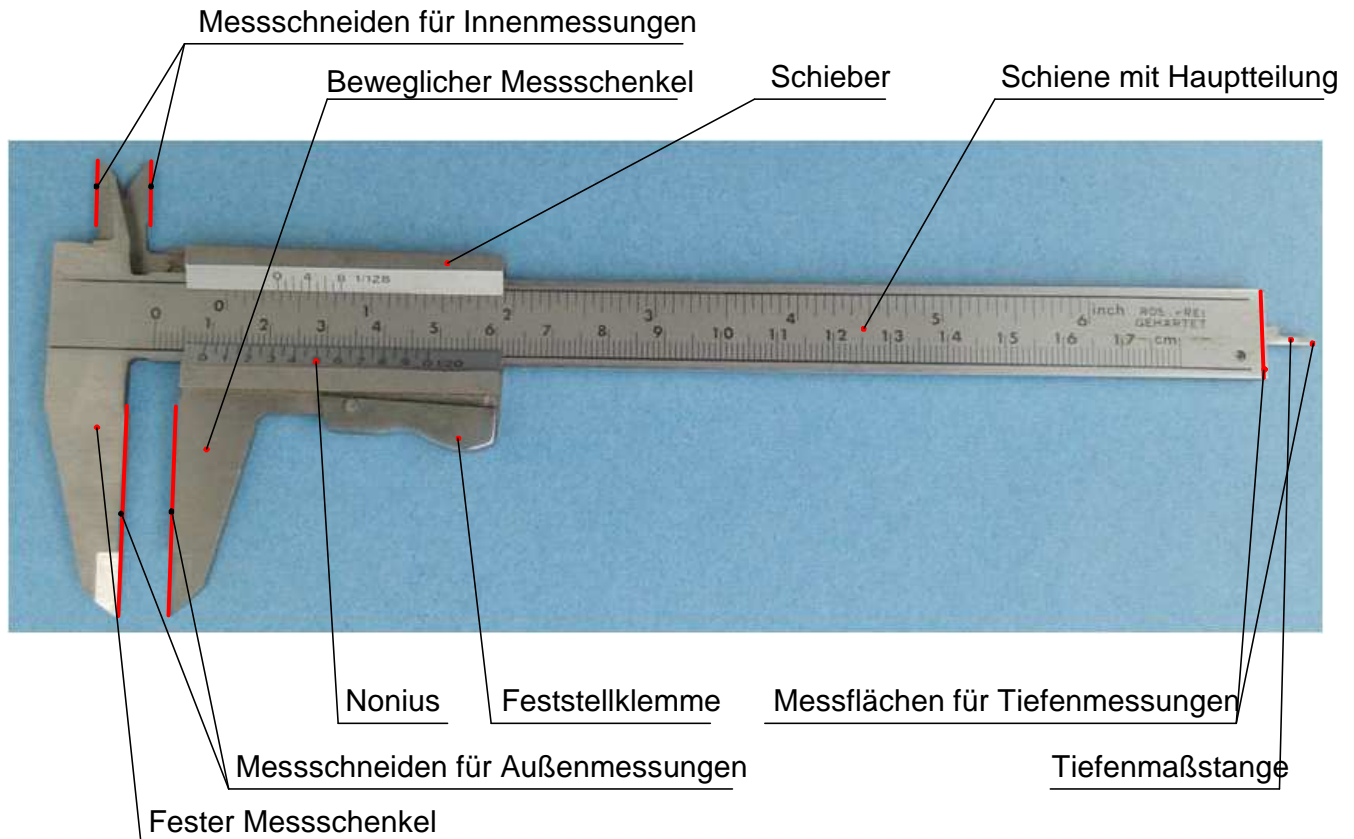 Messschneiden für Innenmessungen
Beweglicher Messschenkel
Schieber
Schiene mit Hauptteilung
0 4 8 1/128
0 1 2 3 4 5 6 inch ROSTFREI
GEHÄRTET
0 1 2 3 4 5 6 7 8 9 10 11 12 13 14 15 16 17 cm
0 1 2 3 4 5 6 7 8 9 0 1/20
Nonius
Feststellklemme
Messflächen für Tiefenmessungen
Messschneiden für Außenmessungen
Tiefenmaßstange
Fester Messschenkel